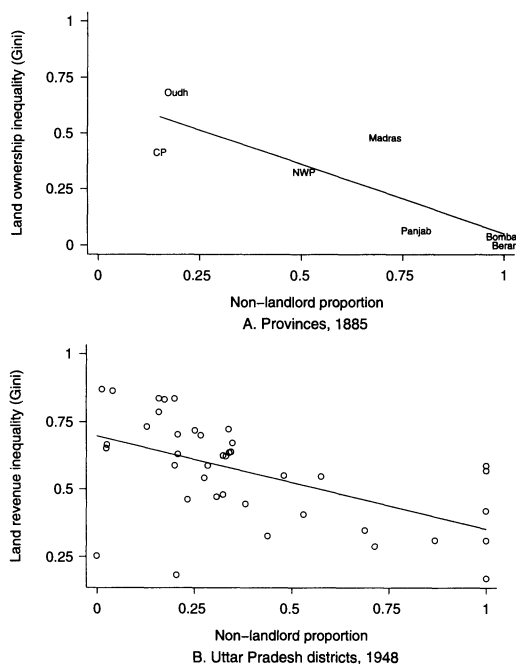 Land ownership inequality (Gini)
1
0.75
0.5
0.25
0
Oudh
CP
NWP
Madras
Panjab
Bomba
Berar
0 0.25 0.5 0.75 1
Non-landlord proportion
A. Provinces, 1885
Land revenue inequality (Gini)
1
0.75
0.5
0.25
0 0.25 0.5 0.75 1
Non-landlord proportion
B. Uttar Pradesh districts, 1948